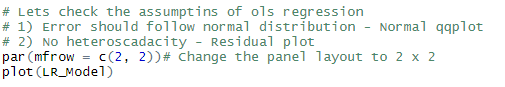 # Lets check the assumptins of ols regression
# 1) Error should follow normal distribution - Normal qqplot
# 2) No heteroscadacity - Residual plot
par(mfrow = c(2, 2))# Change the panel layout to 2 x 2
plot(LR_Model)